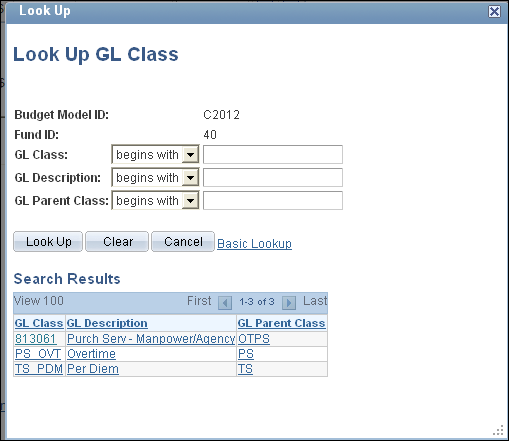 Look Up
Look Up GL Class
Budget Model ID: C2012
Fund ID: 40
GL Class: begins with
GL Description: begins with
GL Parent Class: begins with
Look Up Clear Cancel Basic Lookup
Search Results
View 100 First 1-3 of 3 Last
GL Class GL Description GL Parent Class
813061 Purch Serv - Manpower/Agency OTPS
PS_OVT Overtime PS
TS_PDM Per Diem TS